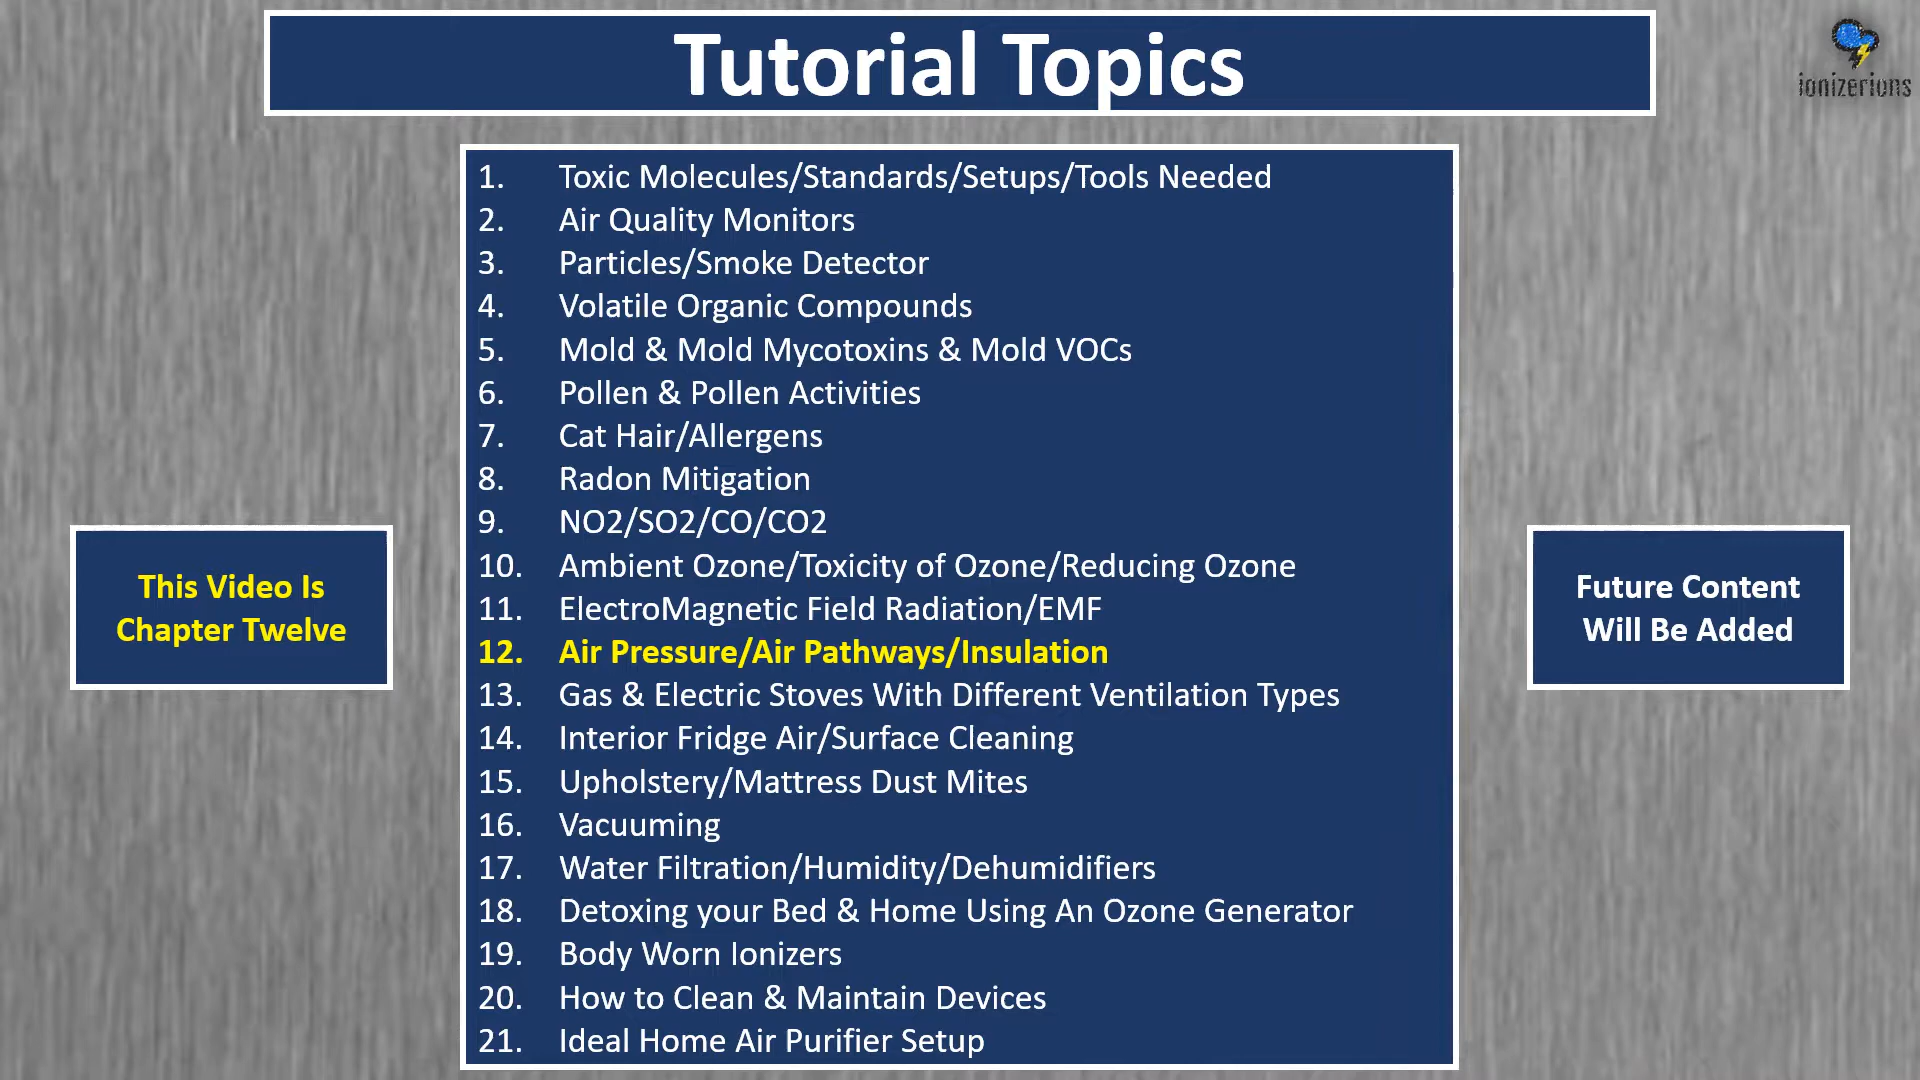 Tutorial Topics
ionizerions
1. Toxic Molecules/Standards/Setups/Tools Needed
2. Air Quality Monitors
3. Particles/Smoke Detector
4. Volatile Organic Compounds
5. Mold & Mold Mycotoxins & Mold VOCs
6. Pollen & Pollen Activities
7. Cat Hair/Allergens
8. Radon Mitigation
9. NO2/SO2/CO/CO2
10. Ambient Ozone/Toxicity of Ozone/Reducing Ozone
11. ElectroMagnetic Field Radiation/EMF
12. Air Pressure/Air Pathways/Insulation
13. Gas & Electric Stoves With Different Ventilation Types
14. Interior Fridge Air/Surface Cleaning
15. Upholstery/Mattress Dust Mites
16. Vacuuming
17. Water Filtration/Humidity/Dehumidifiers
18. Detoxing your Bed & Home Using An Ozone Generator
19. Body Worn Ionizers
20. How to Clean & Maintain Devices
21. Ideal Home Air Purifier Setup
This Video Is
Chapter Twelve
Future Content
Will Be Added